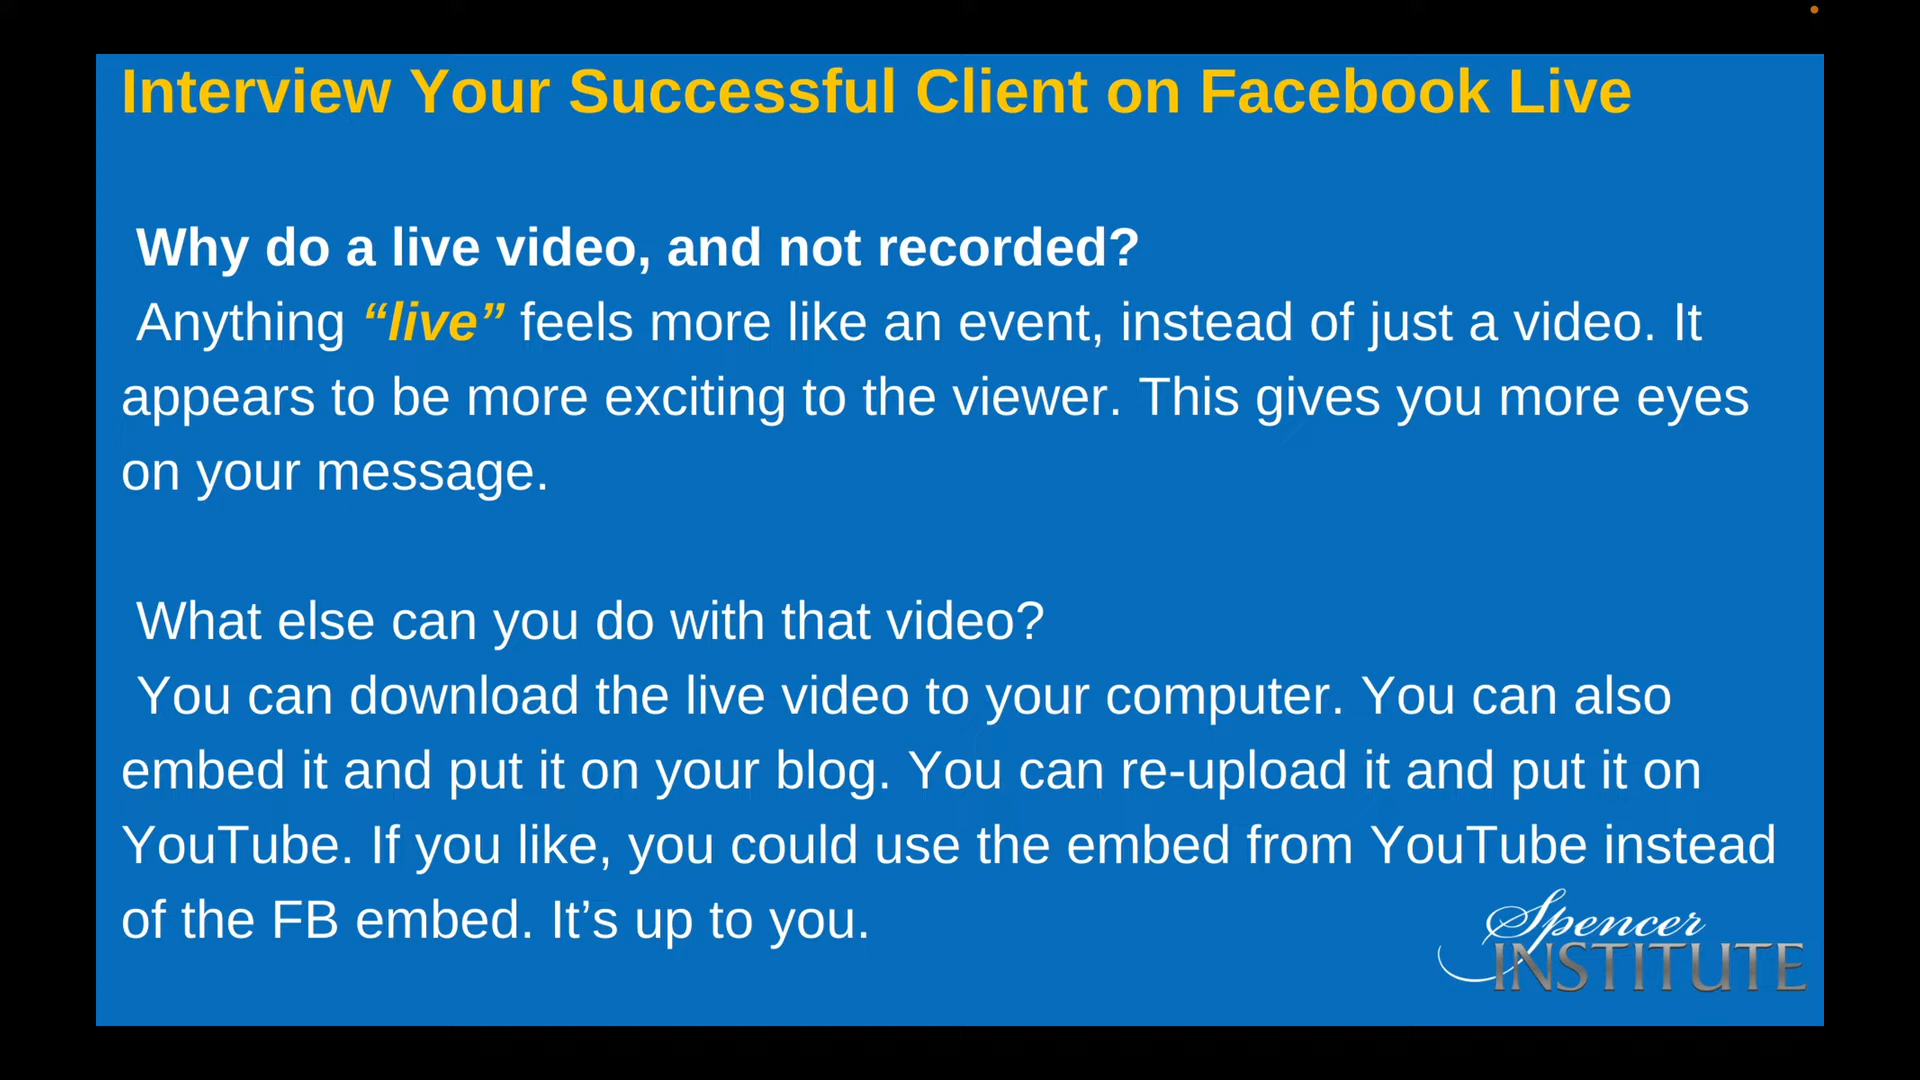 Interview Your Successful Client on Facebook Live
Why do a live video, and not recorded?
Anything “live” feels more like an event, instead of just a video. It
appears to be more exciting to the viewer. This gives you more eyes
on your message.
What else can you do with that video?
You can download the live video to your computer. You can also
embed it and put it on your blog. You can re-upload it and put it on
YouTube. If you like, you could use the embed from YouTube instead
of the FB embed. It’s up to you.
Spencer
INSTITUTE